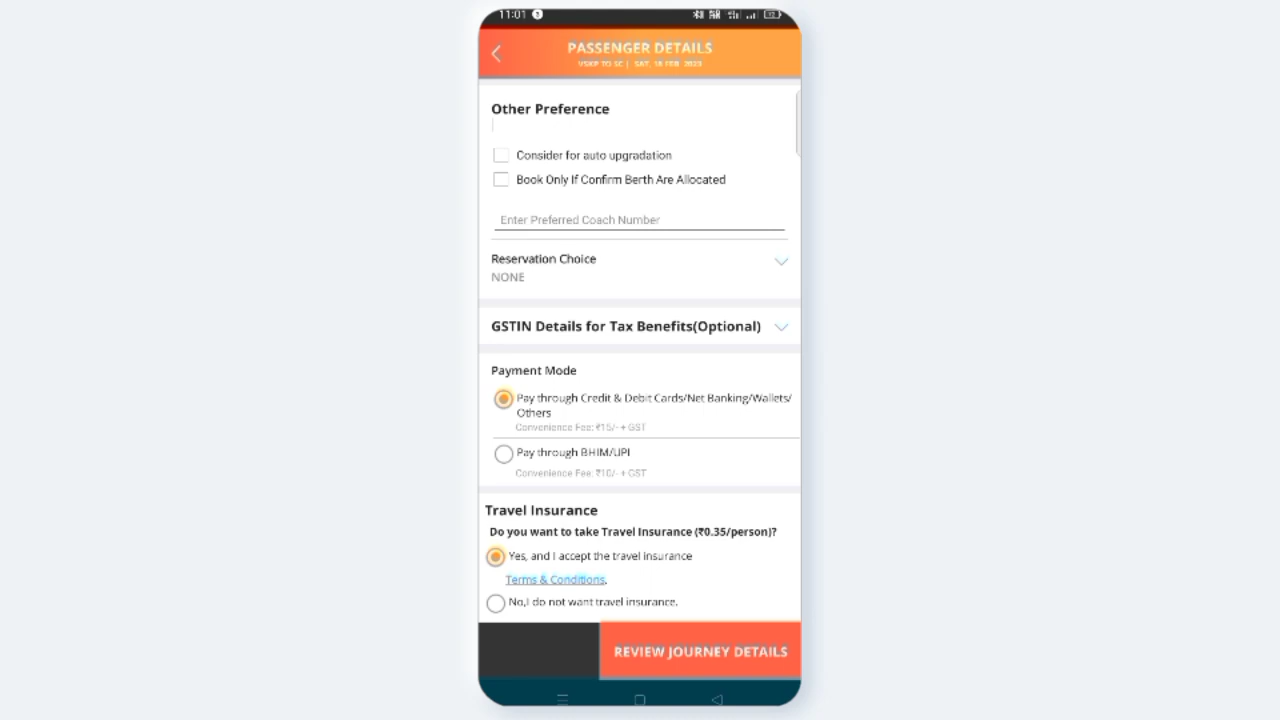 11:01
PASSENGER DETAILS
VSKP TO SC | SAT, 18 FEB 2023
Other Preference
Consider for auto upgradation
Book Only If Confirm Berth Are Allocated
Enter Preferred Coach Number
Reservation Choice
NONE
GSTIN Details for Tax Benefits(Optional)
Payment Mode
Pay through Credit & Debit Cards/Net Banking/Wallets/
Others
Convenience Fee: ₹15/- + GST
Pay through BHIM/UPI
Convenience Fee: ₹10/- + GST
Travel Insurance
Do you want to take Travel Insurance (₹0.35/person)?
Yes, and I accept the travel insurance
Terms & Conditions.
No,I do not want travel insurance.
REVIEW JOURNEY DETAILS